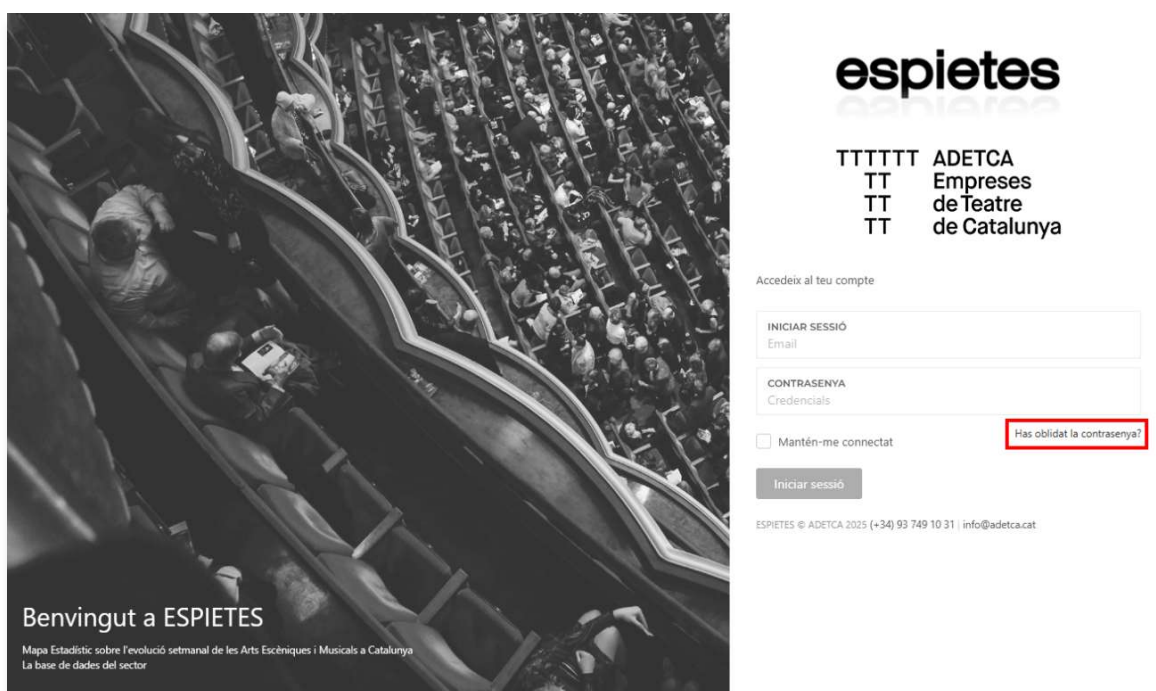 Benvingut a ESPIETES
Mapa Estadístic sobre l'evolució setmanal de les Arts Escèniques i Musicals a Catalunya
La base de dades del sector
espietes
TTTTTT ADETCA
TT Empreses
TT de Teatre
TT de Catalunya
Accedeix al teu compte
INICIAR SESSIÓ
Email
CONTRASENYA
Credencials
Mantén-me connectat
Has oblidat la contrasenya?
Iniciar sessió
ESPIETES © ADETCA 2025 (+34) 93 749 10 31 | info@adetca.cat